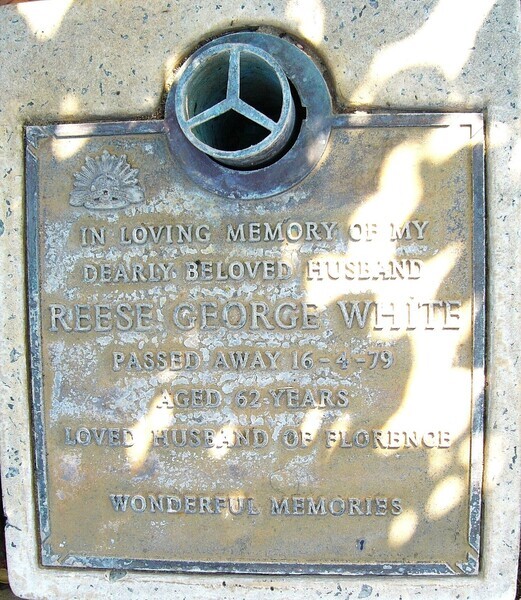 IN LOVING MEMORY OF MY
DEARLY BELOVED HUSBAND
REESE GEORGE WHITE
PASSED AWAY 16-4-79
AGED 62 YEARS
LOVED HUSBAND OF FLORENCE
WONDERFUL MEMORIES